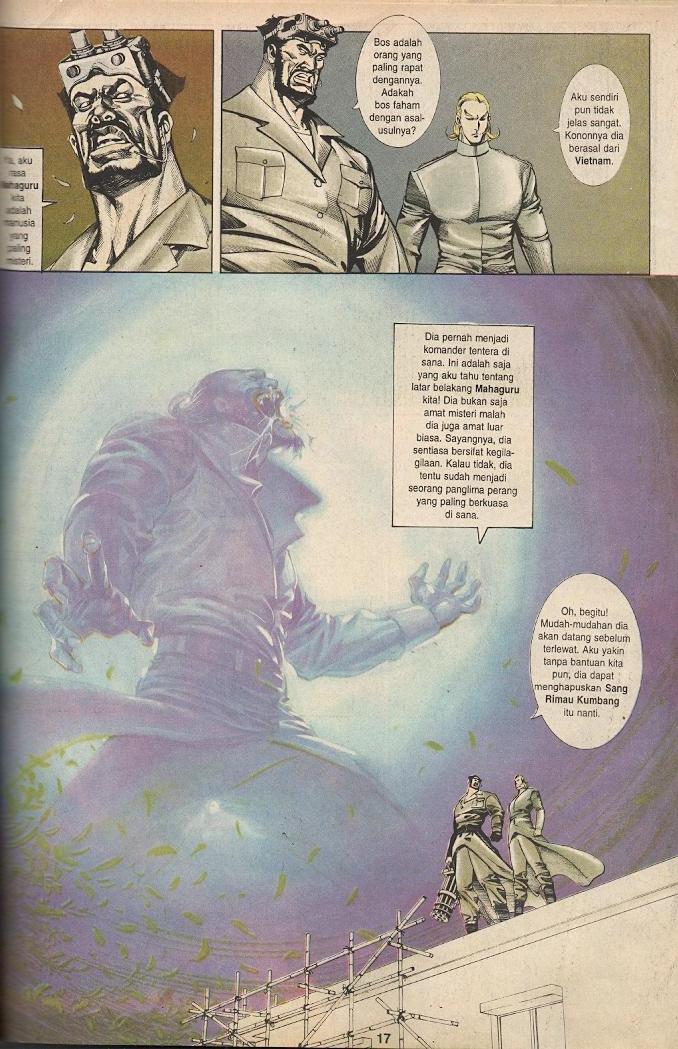 aku
rasa
Mahaguru
kita
adalah
manusia
yang
paling
misteri.
Bos adalah
orang yang
paling rapat
dengannya.
Adakah
bos faham
dengan asal-
usulnya?
Aku sendiri
pun tidak
jelas sangat.
Kononnya dia
berasal dari
Vietnam.
Dia pernah menjadi
komander tentera di
sana. Ini adalah saja
yang aku tahu tentang
latar belakang Mahaguru
kita! Dia bukan saja
amat misteri malah
dia juga amat luar
biasa. Sayangnya, dia
sentiasa bersifat kegila-
gilaan. Kalau tidak, dia
tentu sudah menjadi
seorang panglima perang
yang paling berkuasa
di sana.
Oh, begitu!
Mudah-mudahan dia
akan datang sebelum
terlewat. Aku yakin
tanpa bantuan kita
pun, dia dapat
menghapuskan Sang
Rimau Kumbang
itu nanti.
17